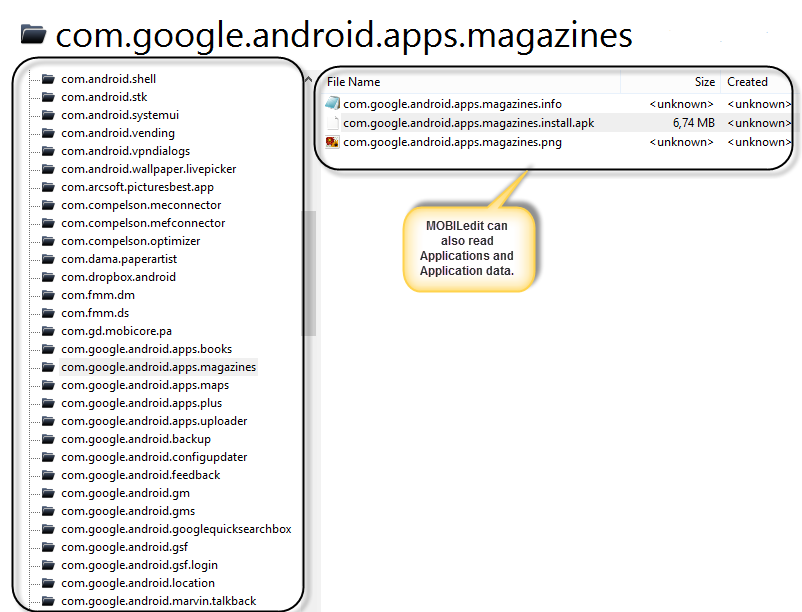 com.google.android.apps.magazines
com.android.shell
com.android.stk
com.android.systemui
com.android.vending
com.android.vpndialogs
com.android.wallpaper.livepicker
com.arcsoft.picturesbest.app
com.compelson.meconnector
com.compelson.mefconnector
com.compelson.optimizer
com.dama.paperartist
com.dropbox.android
com.fmm.dm
com.fmm.ds
com.gd.mobicore.pa
com.google.android.apps.books
com.google.android.apps.magazines
com.google.android.apps.maps
com.google.android.apps.plus
com.google.android.apps.uploader
com.google.android.backup
com.google.android.configupdater
com.google.android.feedback
com.google.android.gm
com.google.android.gms
com.google.android.googlequicksearchbox
com.google.android.gsf
com.google.android.gsf.login
com.google.android.location
com.google.android.marvin.talkback
File Name Size Created
com.google.android.apps.magazines.info <unknown> <unknown>
com.google.android.apps.magazines.install.apk 6,74 MB <unknown>
com.google.android.apps.magazines.png <unknown> <unknown>
MOBILedit can
also read
Applications and
Application data.